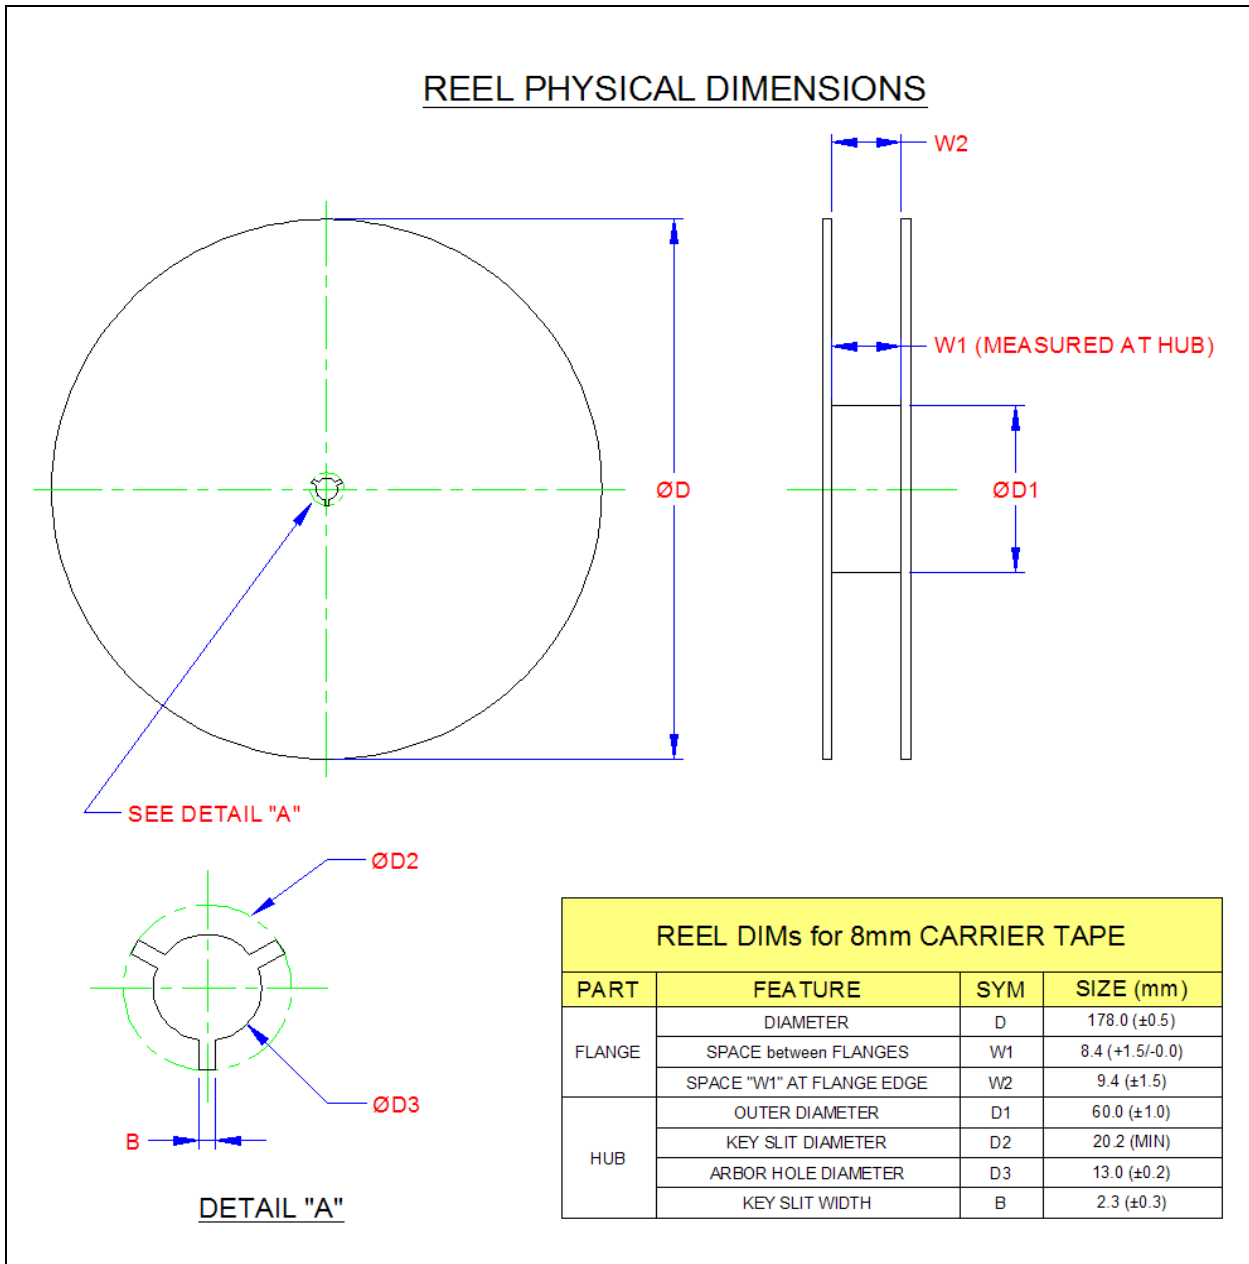 REEL PHYSICAL DIMENSIONS
W2
W1 (MEASURED AT HUB)
ØD
ØD1
SEE DETAIL "A"
ØD2
ØD3
B
DETAIL "A"
REEL DIMs for 8mm CARRIER TAPE
PART FEATURE SYM SIZE (mm)
FLANGE
DIAMETER D 178.0 (±0.5)
SPACE between FLANGES W1 8.4 (+1.5/-0.0)
SPACE "W1" AT FLANGE EDGE W2 9.4 (±1.5)
HUB
OUTER DIAMETER D1 60.0 (±1.0)
KEY SLIT DIAMETER D2 20.2 (MIN)
ARBOR HOLE DIAMETER D3 13.0 (±0.2)
KEY SLIT WIDTH B 2.3 (±0.3)